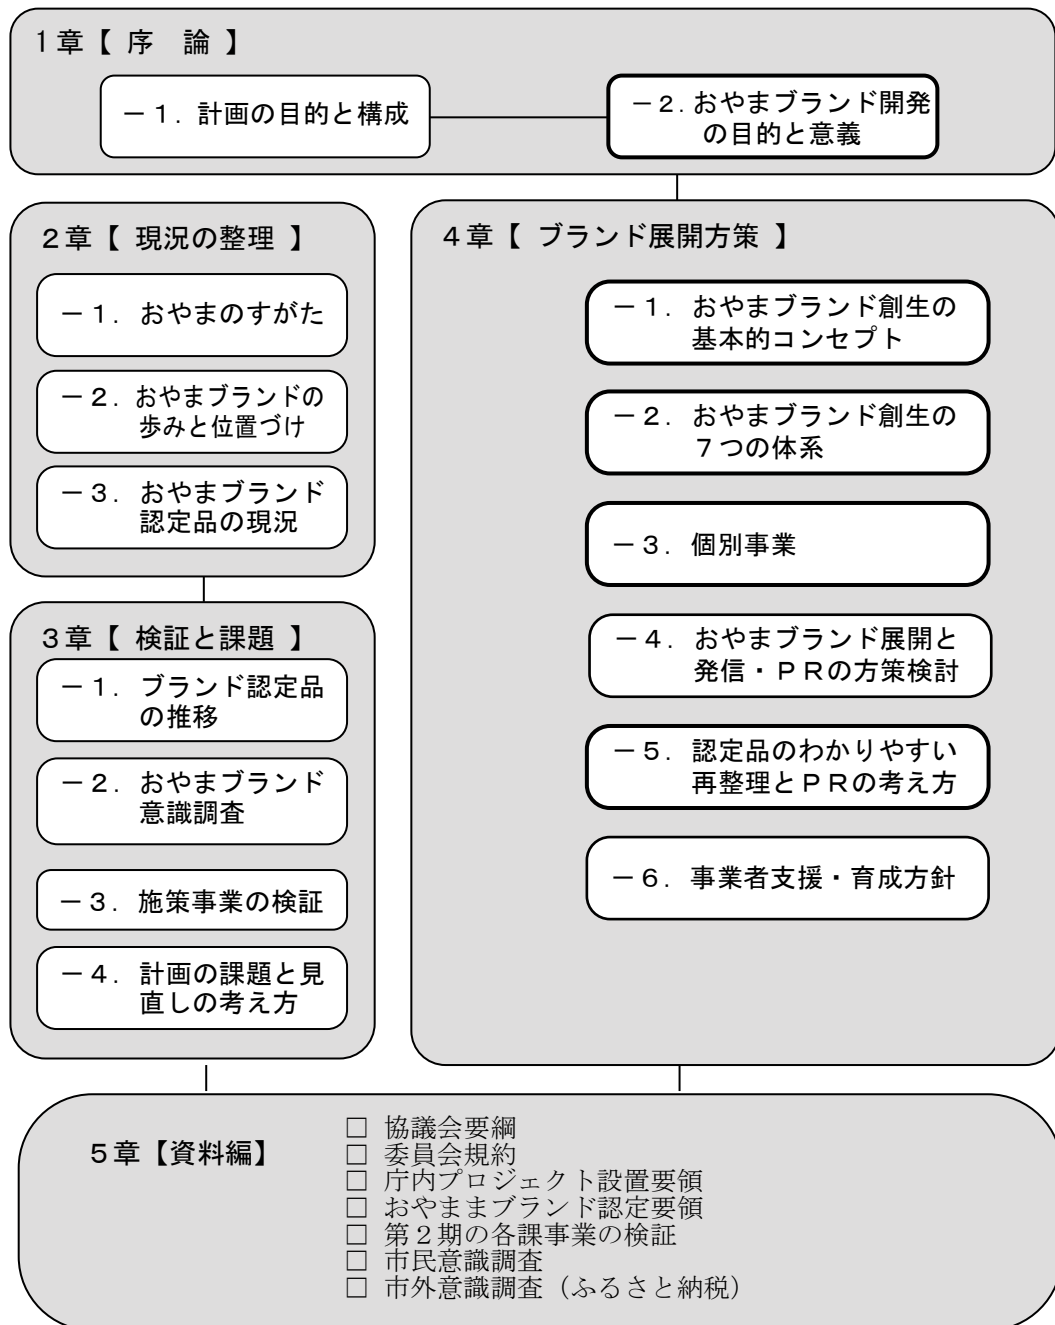 1章【 序　論 】
－１．計画の目的と構成
－２．おやまブランド開発
の目的と意義
２章【 現況の整理 】
－１．おやまのすがた
－２．おやまブランドの
歩みと位置づけ
－３．おやまブランド
認定品の現況
３章【 検証と課題 】
－１．ブランド認定品
の推移
－２．おやまブランド
意識調査
－３．施策事業の検証
－４．計画の課題と見
直しの考え方
４章【 ブランド展開方策 】
－１．おやまブランド創生の
基本的コンセプト
－２．おやまブランド創生の
７つの体系
－３．個別事業
－４．おやまブランド展開と
発信・ＰＲの方策検討
－５．認定品のわかりやすい
再整理とＰＲの考え方
－６．事業者支援・育成方針
５章【資料編】
□ 協議会要綱
□ 委員会規約
□ 庁内プロジェクト設置要領
□ おやままブランド認定要領
□ 第２期の各課事業の検証
□ 市民意識調査
□ 市外意識調査（ふるさと納税）